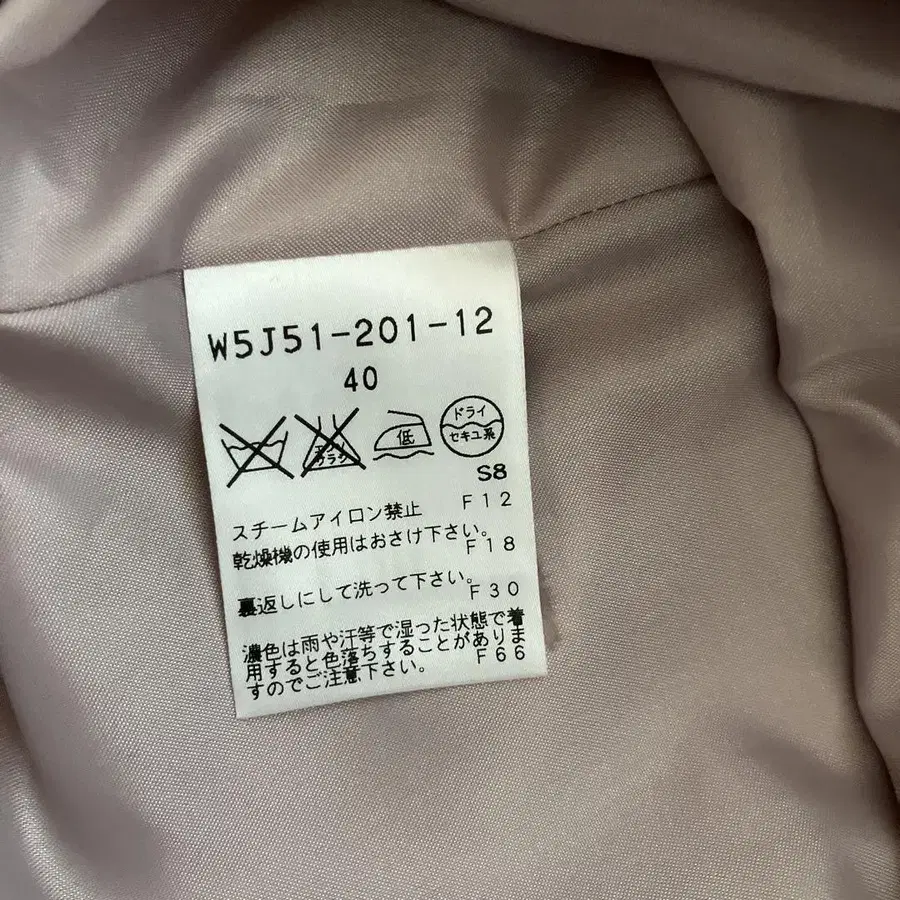 W5J51-201-12
40
エンソ
サラシ
低
ドライ
セキユ系
S8
スチームアイロン禁止 F12
乾燥機の使用はおさけ下さい。
F18
裏返しにして洗って下さい。
F30
濃色は雨や汗等で湿った状態で着
用すると色落ちすることがありま
すのでご注意下さい。 F66